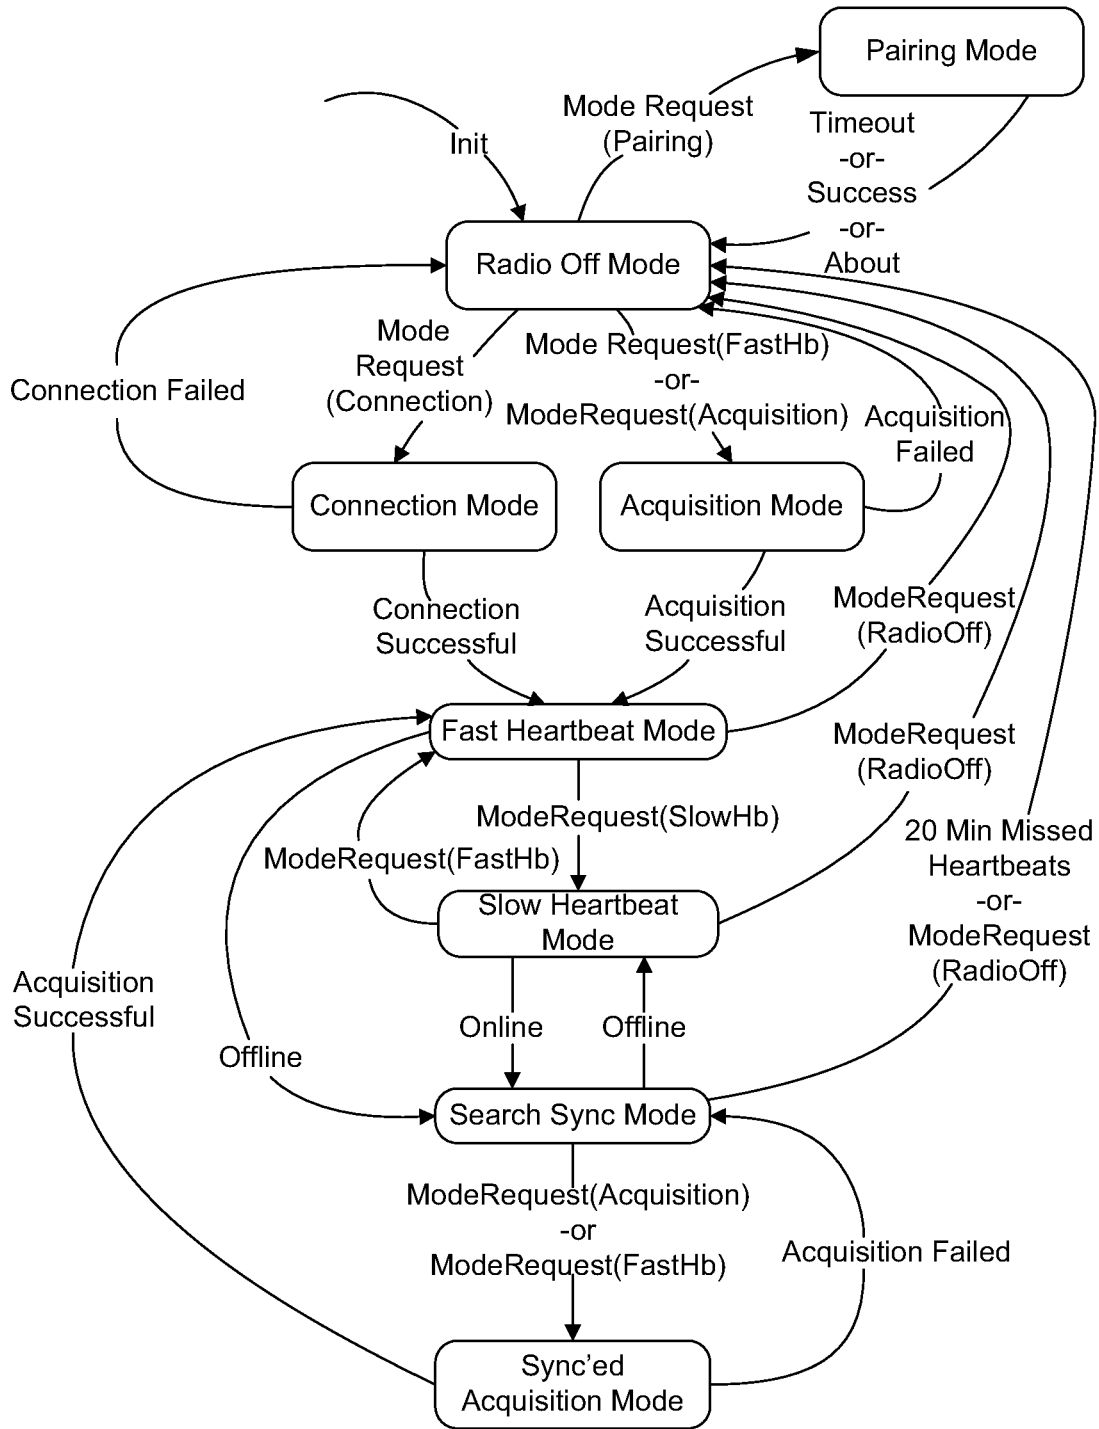 Pairing Mode
Mode Request
(Pairing)
Timeout
-or-
Success
-or-
About
Init
Radio Off Mode
Mode
Request
(Connection)
Mode Request(FastHb)
-or-
ModeRequest(Acquisition)
Connection Failed
Acquisition
Failed
Connection Mode
Acquisition Mode
Connection
Successful
Acquisition
Successful
ModeRequest
(RadioOff)
Fast Heartbeat Mode
ModeRequest
(RadioOff)
ModeRequest(SlowHb)
ModeRequest(FastHb)
20 Min Missed
Heartbeats
-or-
ModeRequest
(RadioOff)
Slow Heartbeat
Mode
Acquisition
Successful
Offline
Online
Offline
Search Sync Mode
ModeRequest(Acquisition)
-or
ModeRequest(FastHb)
Acquisition Failed
Sync’ed
Acquisition Mode